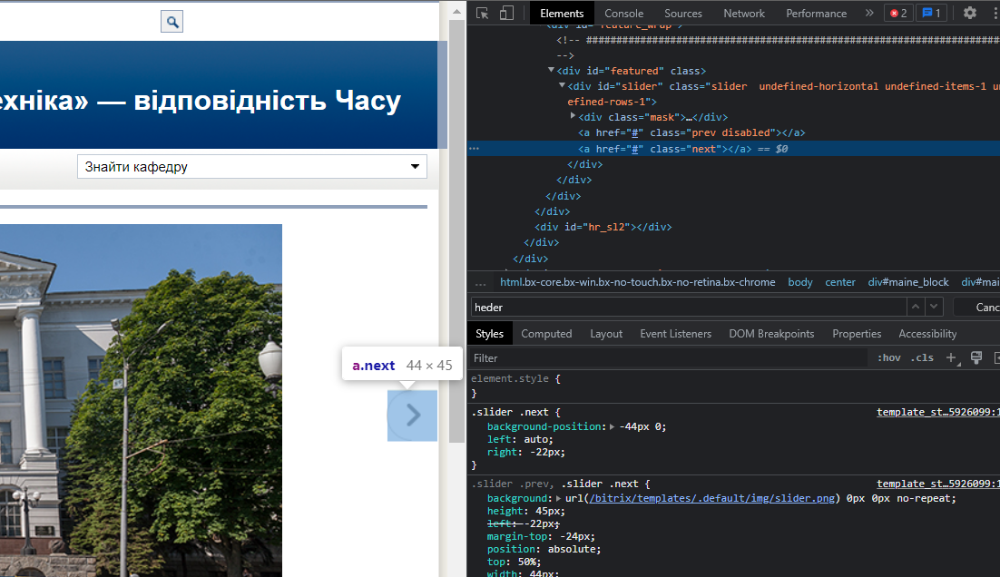 Elements Console Sources Network Performance » 2 1
<!-- ####################################################################
-->
<div id="featured" class>
<div id="slider" class="slider undefined-horizontal undefined-items-1
efined-rows-1">
<div class="mask">…</div>
<a href="#" class="prev disabled"></a>
... <a href="#" class="next"></a> == $0
</div>
</div>
</div>
</div>
<div id="hr_sl2"></div>
</div>
</div>
... html.bx-core.bx-win.bx-no-touch.bx-no-retina.bx-chrome body center div#maine_block
heder
Styles Computed Layout Event Listeners DOM Breakpoints Properties Accessibility
Filter :hov .cls +
element.style {
}
.slider .next { template_st…5926099:1
background-position: -44px 0;
left: auto;
right: -22px;
}
.slider .prev, .slider .next { template_st…5926099:1
background: url(/bitrix/templates/.default/img/slider.png) 0px 0px no-repeat;
height: 45px;
left: -22px;
margin-top: -24px;
position: absolute;
top: 50%;
width: 44px;
ехніка» — відповідність Часу
Знайти кафедру
a.next 44 × 45